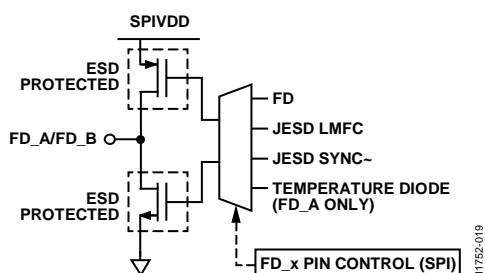 SPIVDD
ESD
PROTECTED
FD
JESD LMFC
FD_A/FD_B
JESD SYNC~
TEMPERATURE DIODE
(FD_A ONLY)
ESD
PROTECTED
FD_x PIN CONTROL (SPI)
11752-019